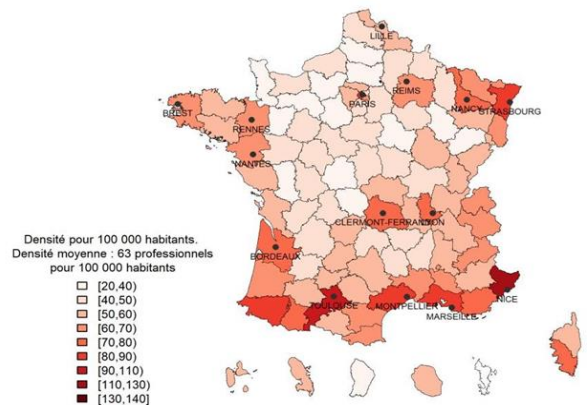 LILLE
REIMS
PARIS
BREST
NANCY
STRASBOURG
RENNES
NANTES
CLERMONT-FERRAND
LYON
Densité pour 100 000 habitants.
Densité moyenne : 63 professionnels
pour 100 000 habitants
BORDEAUX
[20,40)
[40,50)
[50,60)
[60,70)
[70,80)
[80,90)
[90,110)
[110,130)
[130,140]
TOULOUSE
MONTPELLIER
NICE
MARSEILLE